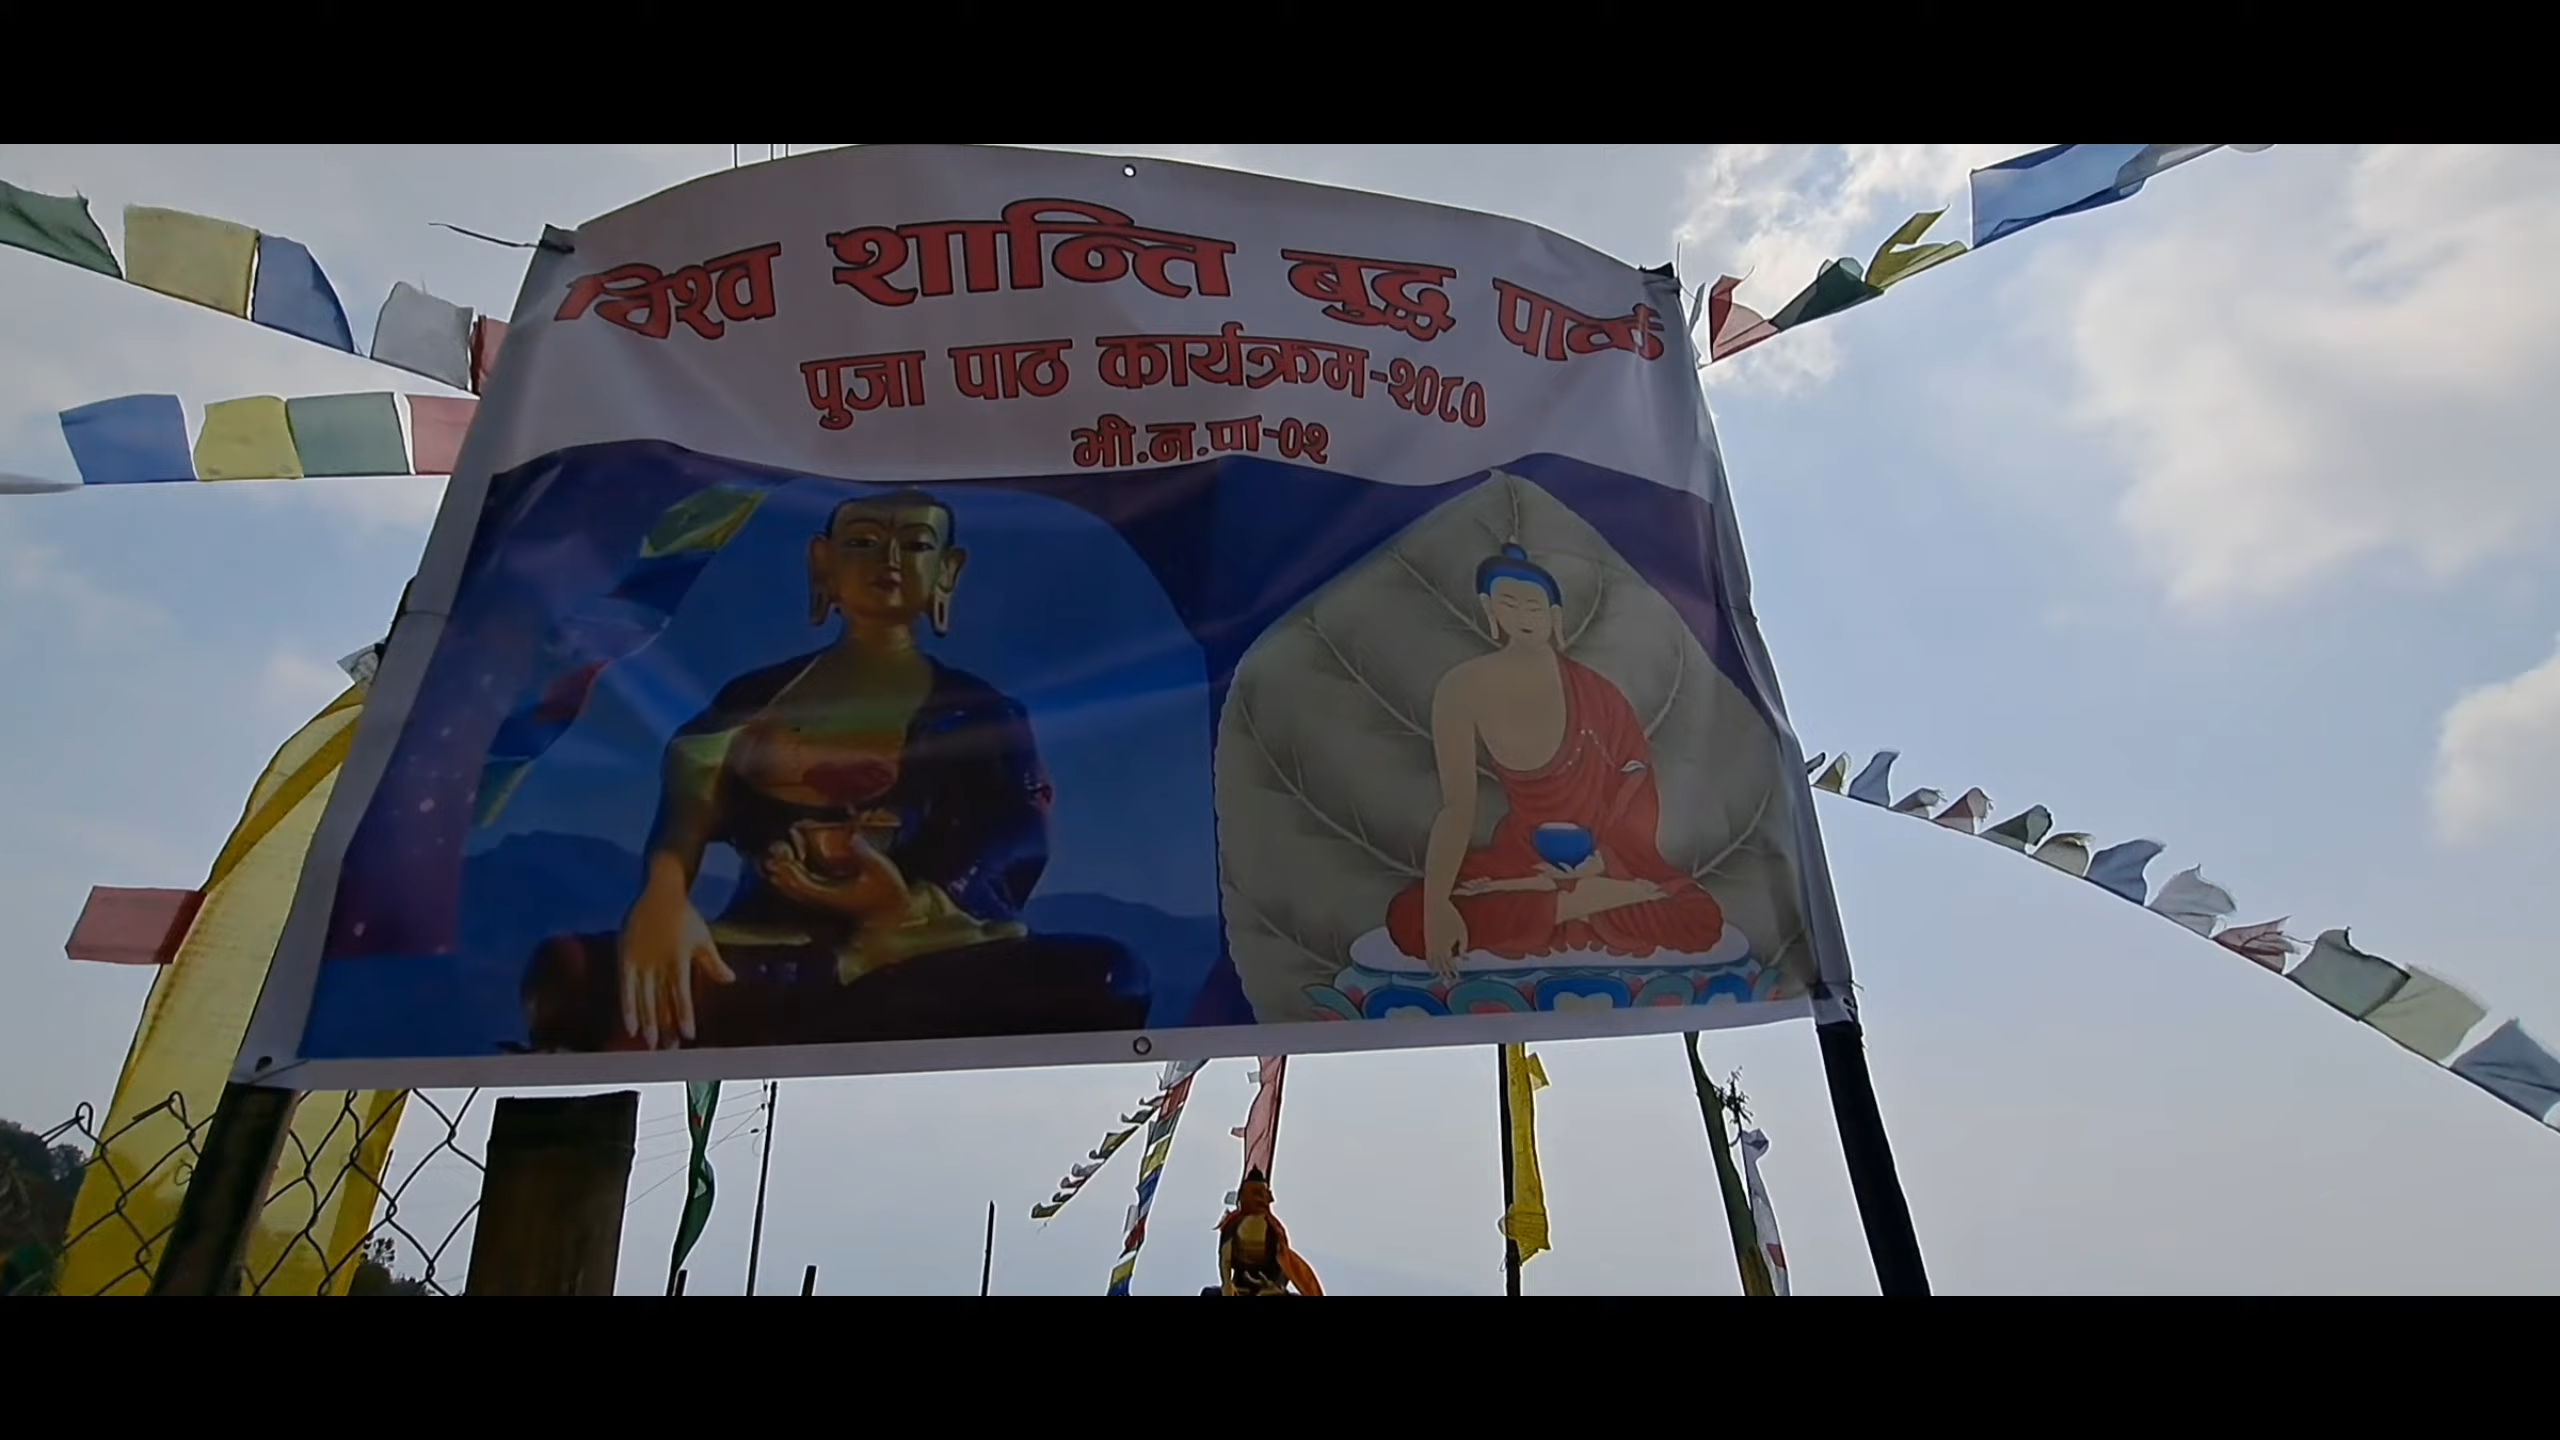 विश्व शान्ति बुद्ध पार्क
पुजा पाठ कार्यक्रम-२०८०
भी.न.पा-०२